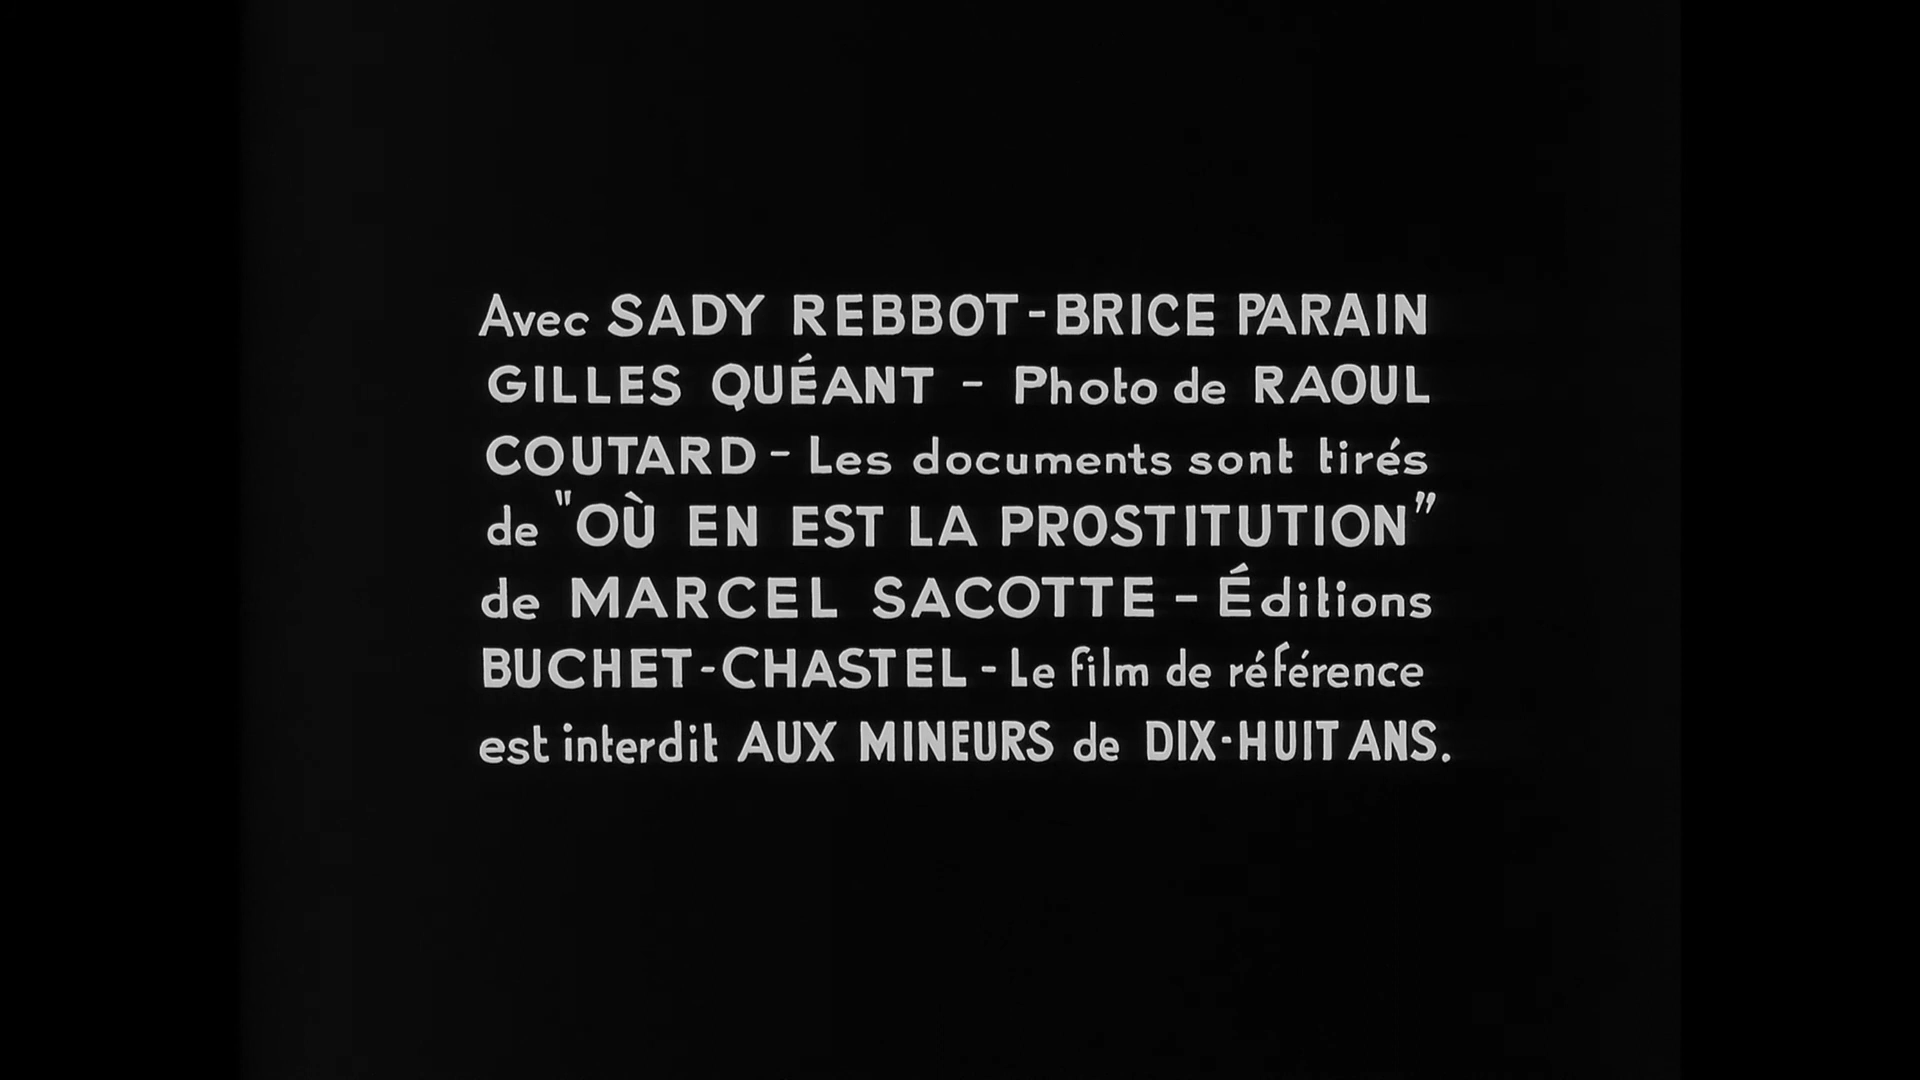 Avec SADY REBBOT - BRICE PARAIN
GILLES QUÉANT - Photo de RAOUL
COUTARD - Les documents sont tirés
de "OÙ EN EST LA PROSTITUTION"
de MARCEL SACOTTE - Éditions
BUCHET-CHASTEL - Le film de référence
est interdit AUX MINEURS de DIX-HUIT ANS.